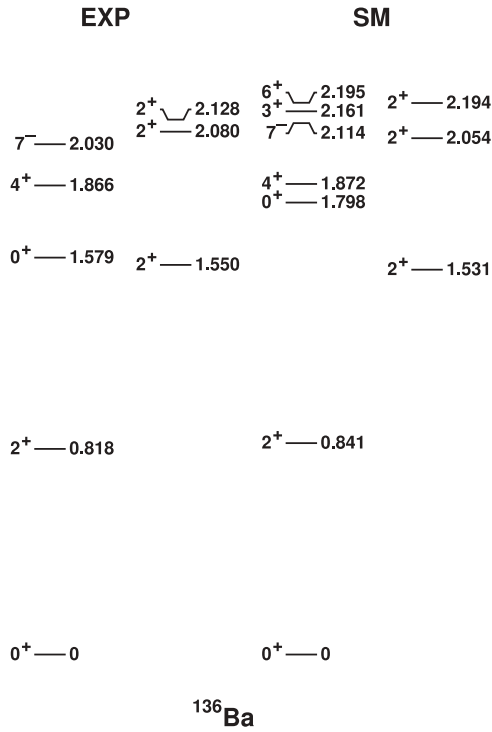 EXP SM
6⁺ 2.195
2⁺ 2.128 3⁺ 2.161 2⁺ 2.194
2⁺ 2.080 7⁻ 2.114 2⁺ 2.054
7⁻ 2.030
4⁺ 1.866 4⁺ 1.872
0⁺ 1.798
0⁺ 1.579 2⁺ 1.550 2⁺ 1.531
2⁺ 0.818 2⁺ 0.841
0⁺ 0 0⁺ 0
¹³⁶Ba